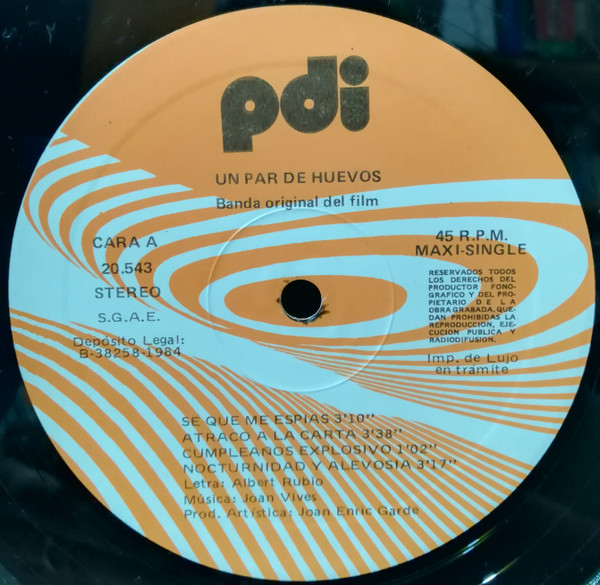 pdi
UN PAR DE HUEVOS
Banda original del film
CARA A
20.543
STEREO
S.G.A.E.
Depósito Legal:
B-38258-1984
45 R.P.M.
MAXI-SINGLE
RESERVADOS TODOS
LOS DERECHOS DEL
PRODUCTOR FONO-
GRAFICO Y DEL PRO-
PIETARIO DE LA
OBRA GRABADA. QUE-
DAN PROHIBIDAS LA
REPRODUCCION, EJE-
CUCION PUBLICA Y
RADIODIFUSION.
Imp. de Lujo
en trámite
SE QUE ME ESPIAS 3'10''
ATRACO A LA CARTA 3'38''
CUMPLEAÑOS EXPLOSIVO 1'02''
NOCTURNIDAD Y ALEVOSIA 3'17''
Letra: Albert Rubio
Música: Joan Vives
Prod. Artística: Joan Enric Garde